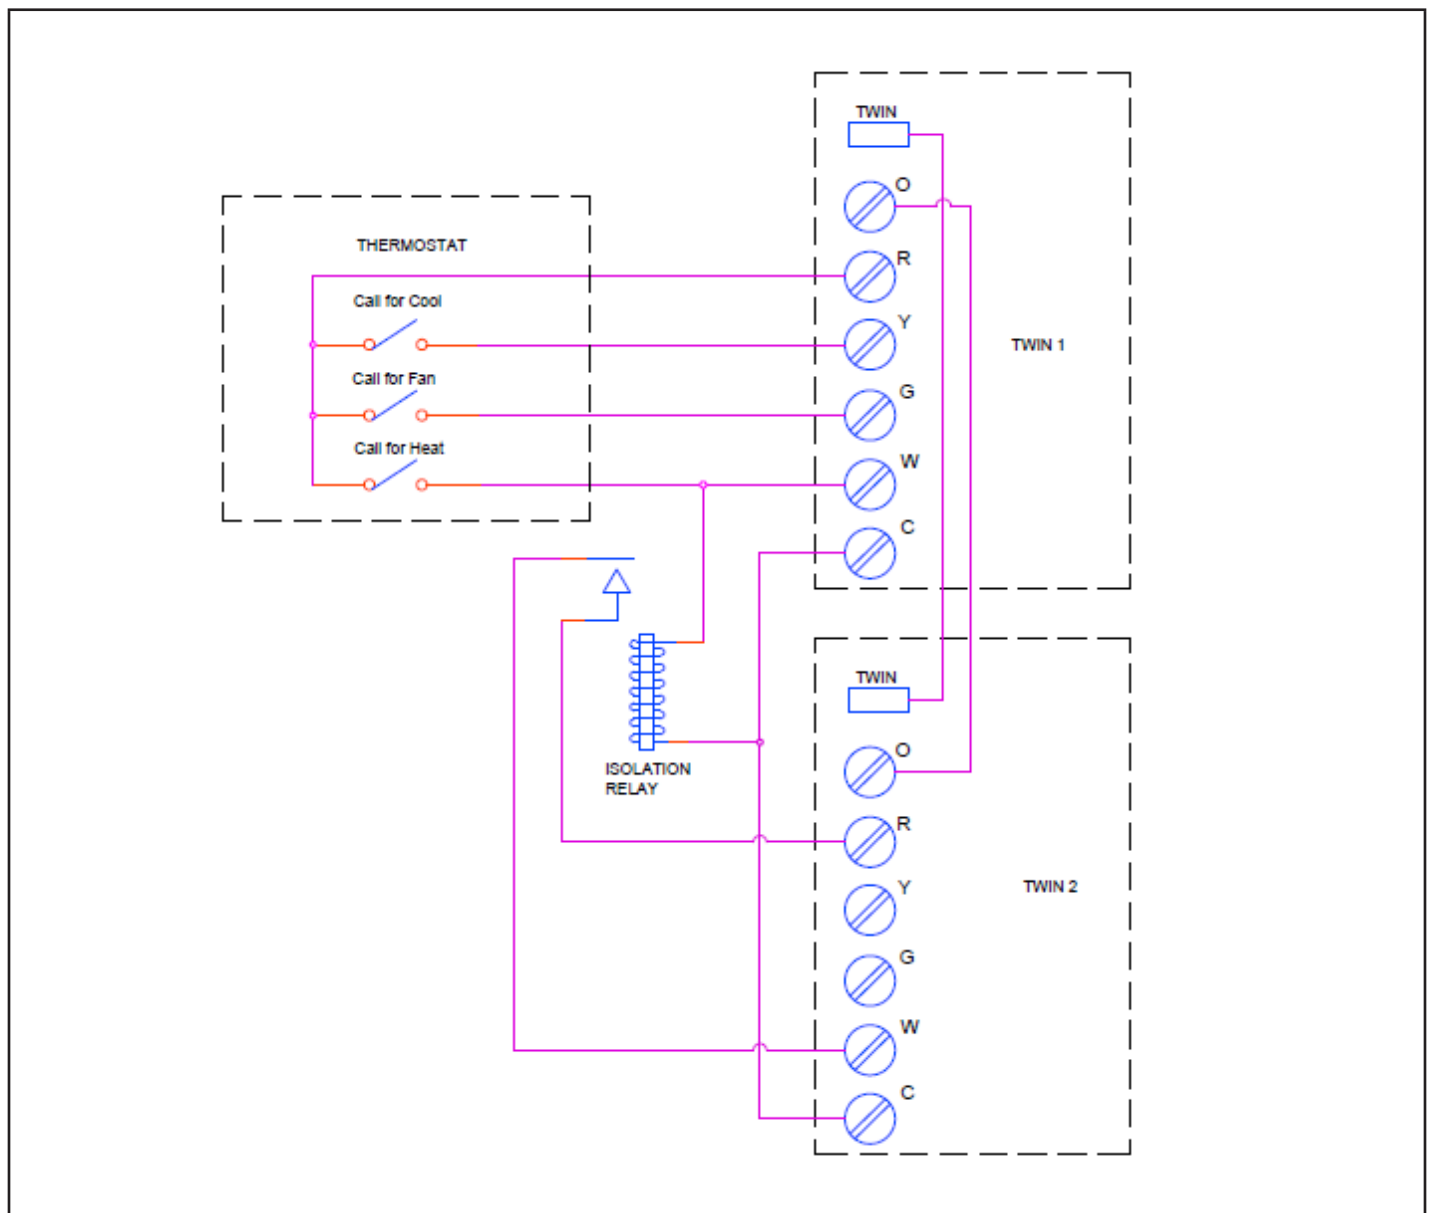 TWIN
O
THERMOSTAT
R
Call for Cool
Y
TWIN 1
Call for Fan
G
Call for Heat
W
C
TWIN
O
ISOLATION
RELAY
R
Y
TWIN 2
G
W
C